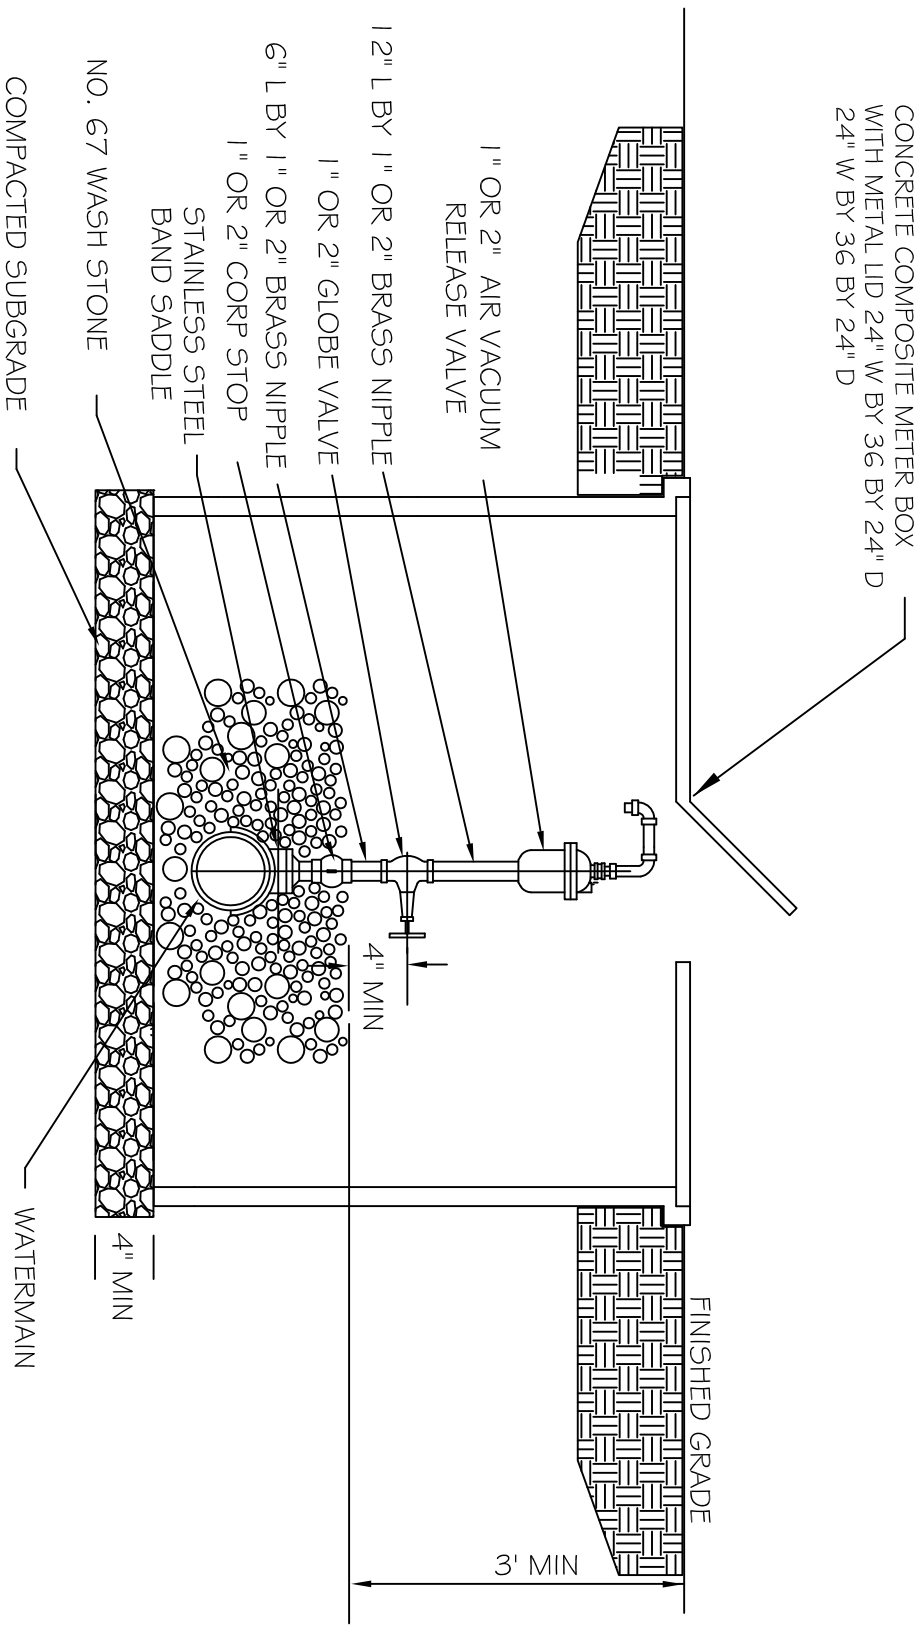 CONCRETE COMPOSITE METER BOX
WITH METAL LID 24" W BY 36 BY 24" D
24" W BY 36 BY 24" D
1" OR 2" AIR VACUUM
RELEASE VALVE
12" L BY 1" OR 2" BRASS NIPPLE
1" OR 2" GLOBE VALVE
6" L BY 1" OR 2" BRASS NIPPLE
1" OR 2" CORP STOP
STAINLESS STEEL
BAND SADDLE
NO. 67 WASH STONE
COMPACTED SUBGRADE
FINISHED GRADE
3' MIN
4" MIN
4" MIN
WATERMAIN